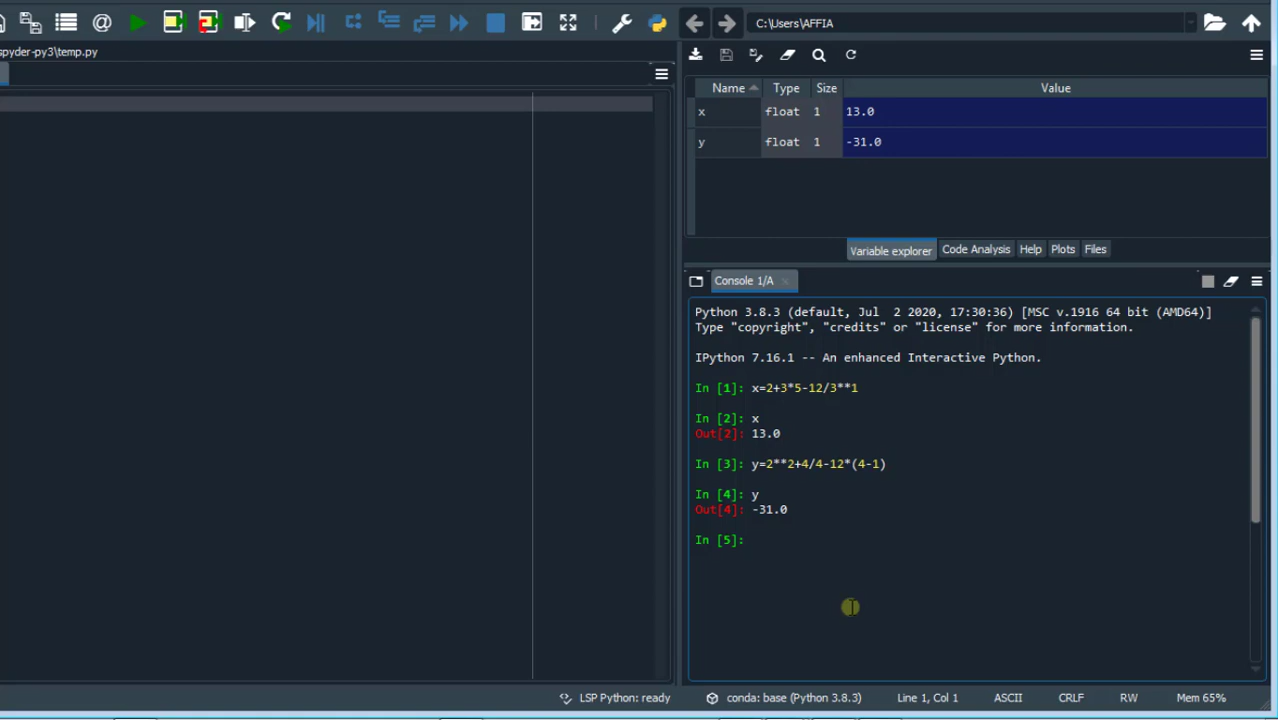 C:\Users\AFFIA
spyder-py3\temp.py
Name Type Size Value
x float 1 13.0
y float 1 -31.0
Variable explorer Code Analysis Help Plots Files
Console 1/A
Python 3.8.3 (default, Jul  2 2020, 17:30:36) [MSC v.1916 64 bit (AMD64)]
Type "copyright", "credits" or "license" for more information.
IPython 7.16.1 -- An enhanced Interactive Python.
In [1]: x=2+3*5-12/3**1
In [2]: x
Out[2]: 13.0
In [3]: y=2**2+4/4-12*(4-1)
In [4]: y
Out[4]: -31.0
In [5]:
LSP Python: ready conda: base (Python 3.8.3) Line 1, Col 1 ASCII CRLF RW Mem 65%